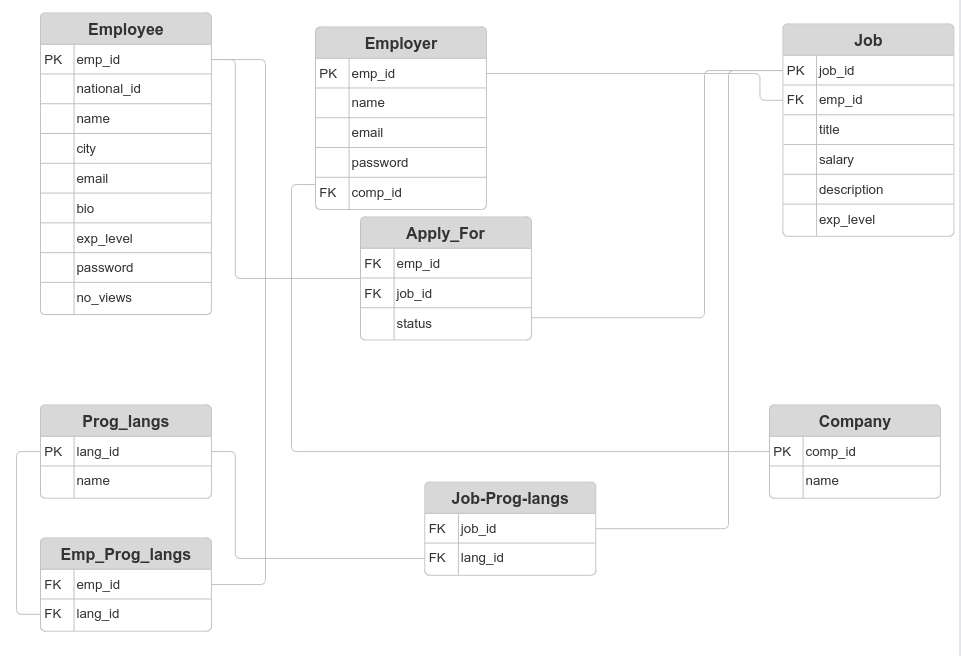 Employee
PK emp_id
national_id
name
city
email
bio
exp_level
password
no_views
Employer
PK emp_id
name
email
password
FK comp_id
Job
PK job_id
FK emp_id
title
salary
description
exp_level
Apply_For
FK emp_id
FK job_id
status
Prog_langs
PK lang_id
name
Company
PK comp_id
name
Job-Prog-langs
FK job_id
FK lang_id
Emp_Prog_langs
FK emp_id
FK lang_id